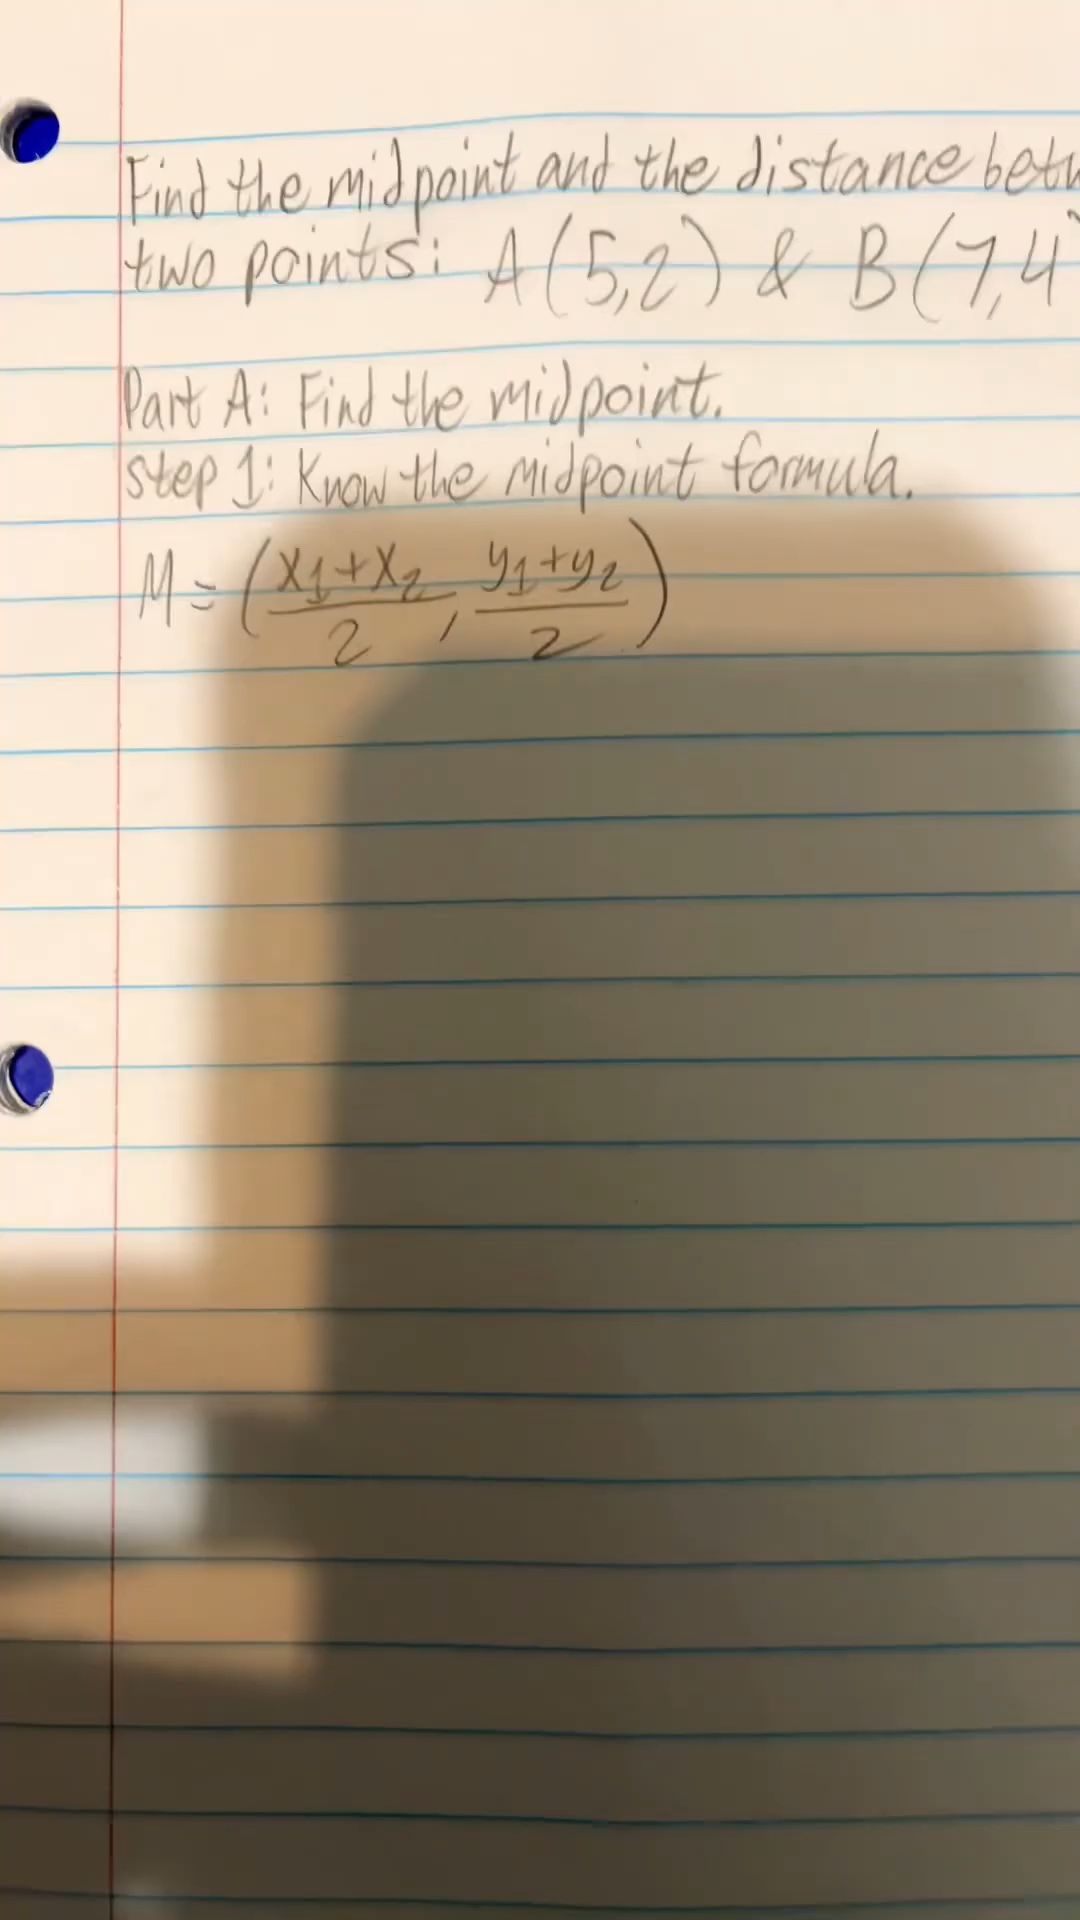 Find the midpoint and the distance
two points: A(5,2) & B(7,4
Part A: Find the midpoint.
Step 1: Know the midpoint formula.
M = (x₁+x₂/2, y₁+y₂/2)